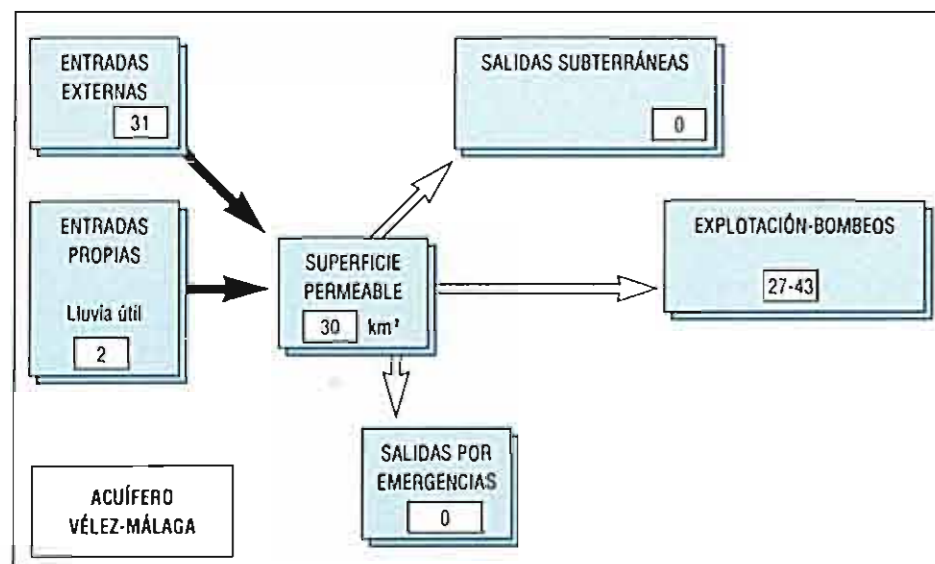 ENTRADAS
EXTERNAS
31
SALIDAS SUBTERRÁNEAS
0
ENTRADAS
PROPIAS
Lluvia útil
2
SUPERFICIE
PERMEABLE
30 km²
EXPLOTACIÓN-BOMBEOS
27-43
SALIDAS POR
EMERGENCIAS
0
ACUÍFERO
VÉLEZ-MÁLAGA